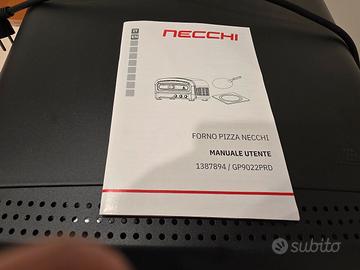 NECCHI
FORNO PIZZA NECCHI
MANUALE UTENTE
1387894 / GP9022PRD
subito